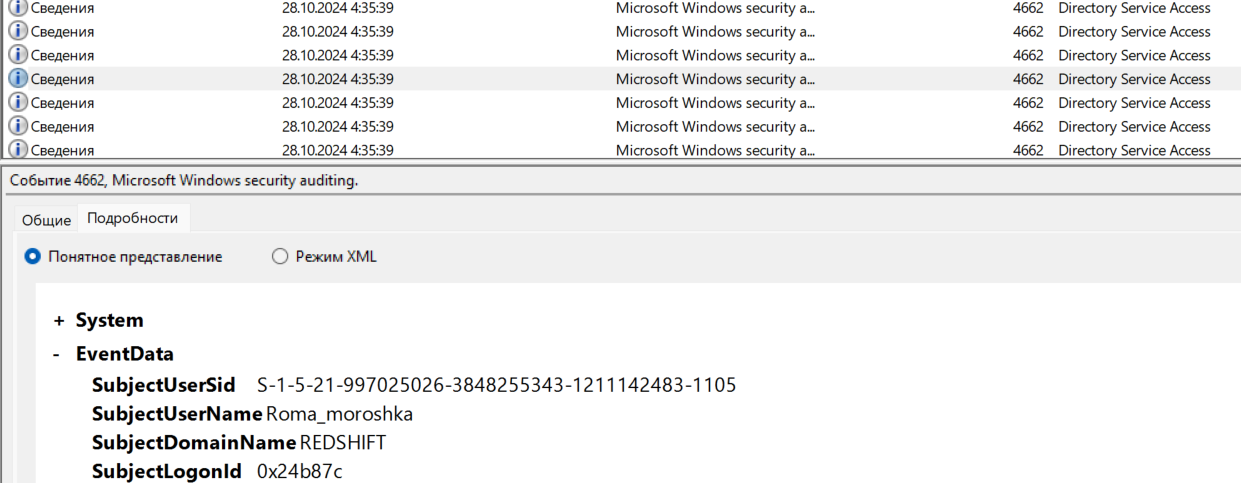 Сведения 28.10.2024 4:35:39 Microsoft Windows security a... 4662 Directory Service Access
Сведения 28.10.2024 4:35:39 Microsoft Windows security a... 4662 Directory Service Access
Сведения 28.10.2024 4:35:39 Microsoft Windows security a... 4662 Directory Service Access
Сведения 28.10.2024 4:35:39 Microsoft Windows security a... 4662 Directory Service Access
Сведения 28.10.2024 4:35:39 Microsoft Windows security a... 4662 Directory Service Access
Сведения 28.10.2024 4:35:39 Microsoft Windows security a... 4662 Directory Service Access
Сведения 28.10.2024 4:35:39 Microsoft Windows security a... 4662 Directory Service Access
Событие 4662, Microsoft Windows security auditing.
Общие Подробности
Понятное представление Режим XML
+ System
- EventData
SubjectUserSid S-1-5-21-997025026-3848255343-1211142483-1105
SubjectUserName Roma_moroshka
SubjectDomainName REDSHIFT
SubjectLogonId 0x24b87c